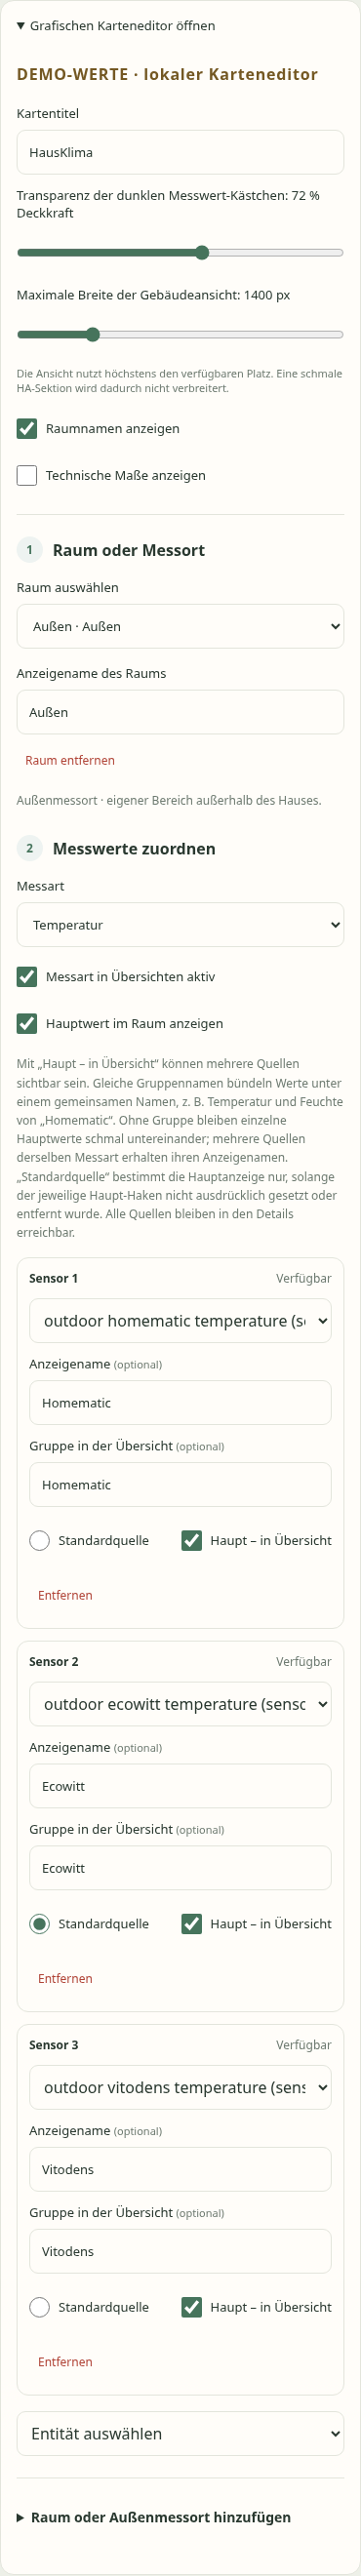 Grafischen Karteneditor öffnen
DEMO-WERTE · lokaler Karteneditor
Kartentitel
HausKlima
Transparenz der dunklen Messwert-Kästchen: 72 %
Deckkraft
Maximale Breite der Gebäudeansicht: 1400 px
Die Ansicht nutzt höchstens den verfügbaren Platz. Eine schmale
HA-Sektion wird dadurch nicht verbreitert.
Raumnamen anzeigen
Technische Maße anzeigen
1 Raum oder Messort
Raum auswählen
Außen · Außen
Anzeigename des Raums
Außen
Raum entfernen
Außenmessort · eigener Bereich außerhalb des Hauses.
2 Messwerte zuordnen
Messart
Temperatur
Messart in Übersichten aktiv
Hauptwert im Raum anzeigen
Mit „Haupt – in Übersicht“ können mehrere Quellen
sichtbar sein. Gleiche Gruppennamen bündeln Werte unter
einem gemeinsamen Namen, z. B. Temperatur und Feuchte
von „Homematic“. Ohne Gruppe bleiben einzelne
Hauptwerte schmal untereinander; mehrere Quellen
derselben Messart erhalten ihren Anzeigenamen.
„Standardquelle“ bestimmt die Hauptanzeige nur, solange
der jeweilige Haupt-Haken nicht ausdrücklich gesetzt oder
entfernt wurde. Alle Quellen bleiben in den Details
erreichbar.
Sensor 1 Verfügbar
outdoor homematic temperature (se
Anzeigename (optional)
Homematic
Gruppe in der Übersicht (optional)
Homematic
Standardquelle Haupt – in Übersicht
Entfernen
Sensor 2 Verfügbar
outdoor ecowitt temperature (senso
Anzeigename (optional)
Ecowitt
Gruppe in der Übersicht (optional)
Ecowitt
Standardquelle Haupt – in Übersicht
Entfernen
Sensor 3 Verfügbar
outdoor vitodens temperature (sens
Anzeigename (optional)
Vitodens
Gruppe in der Übersicht (optional)
Vitodens
Standardquelle Haupt – in Übersicht
Entfernen
Entität auswählen
Raum oder Außenmessort hinzufügen